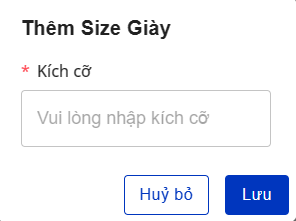 Thêm Size Giày
* Kích cỡ
Vui lòng nhập kích cỡ
Huỷ bỏ Lưu